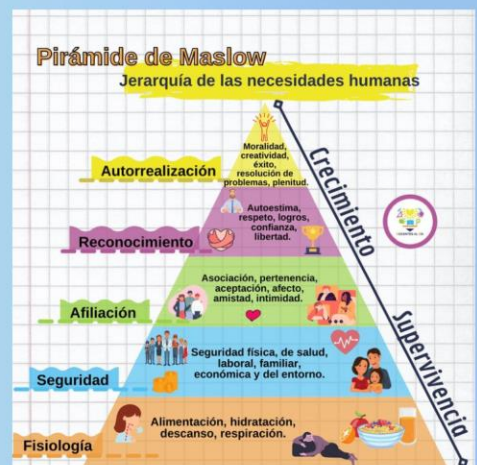 Pirámide de Maslow
Jerarquía de las necesidades humanas
Autorrealización
Moralidad,
creatividad,
éxito,
resolución de
problemas, plenitud.
Reconocimiento
Autoestima,
respeto, logros,
confianza,
libertad.
Afiliación
Asociación, pertenencia,
aceptación, afecto,
amistad, intimidad.
Seguridad
Seguridad física, de salud,
laboral, familiar,
económica y del entorno.
Fisiología
Alimentación, hidratación,
descanso, respiración.
Crecimiento
Supervivencia